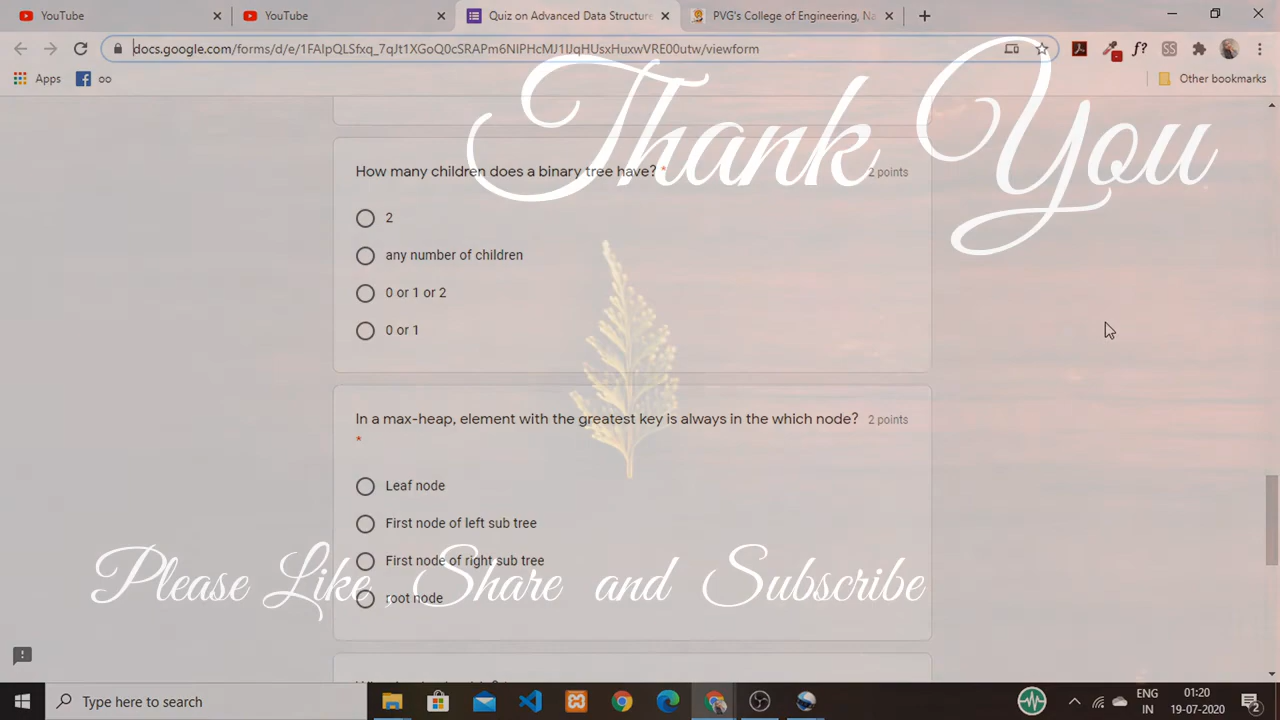 YouTube
YouTube
Quiz on Advanced Data Structure
PVG's College of Engineering, Na
docs.google.com/forms/d/e/1FAIpQLSfxq_7qJt1XGoQ0cSRAPm6NIPHcMJ1IJqHUsxHuxwVRE00utw/viewform
Apps
oo
Other bookmarks
Thank You
How many children does a binary tree have? *
2 points
2
any number of children
0 or 1 or 2
0 or 1
In a max-heap, element with the greatest key is always in the which node?
2 points
*
Leaf node
First node of left sub tree
First node of right sub tree
root node
Please Like, Share and Subscribe
Type here to search
ENG
IN
01:20
19-07-2020
2